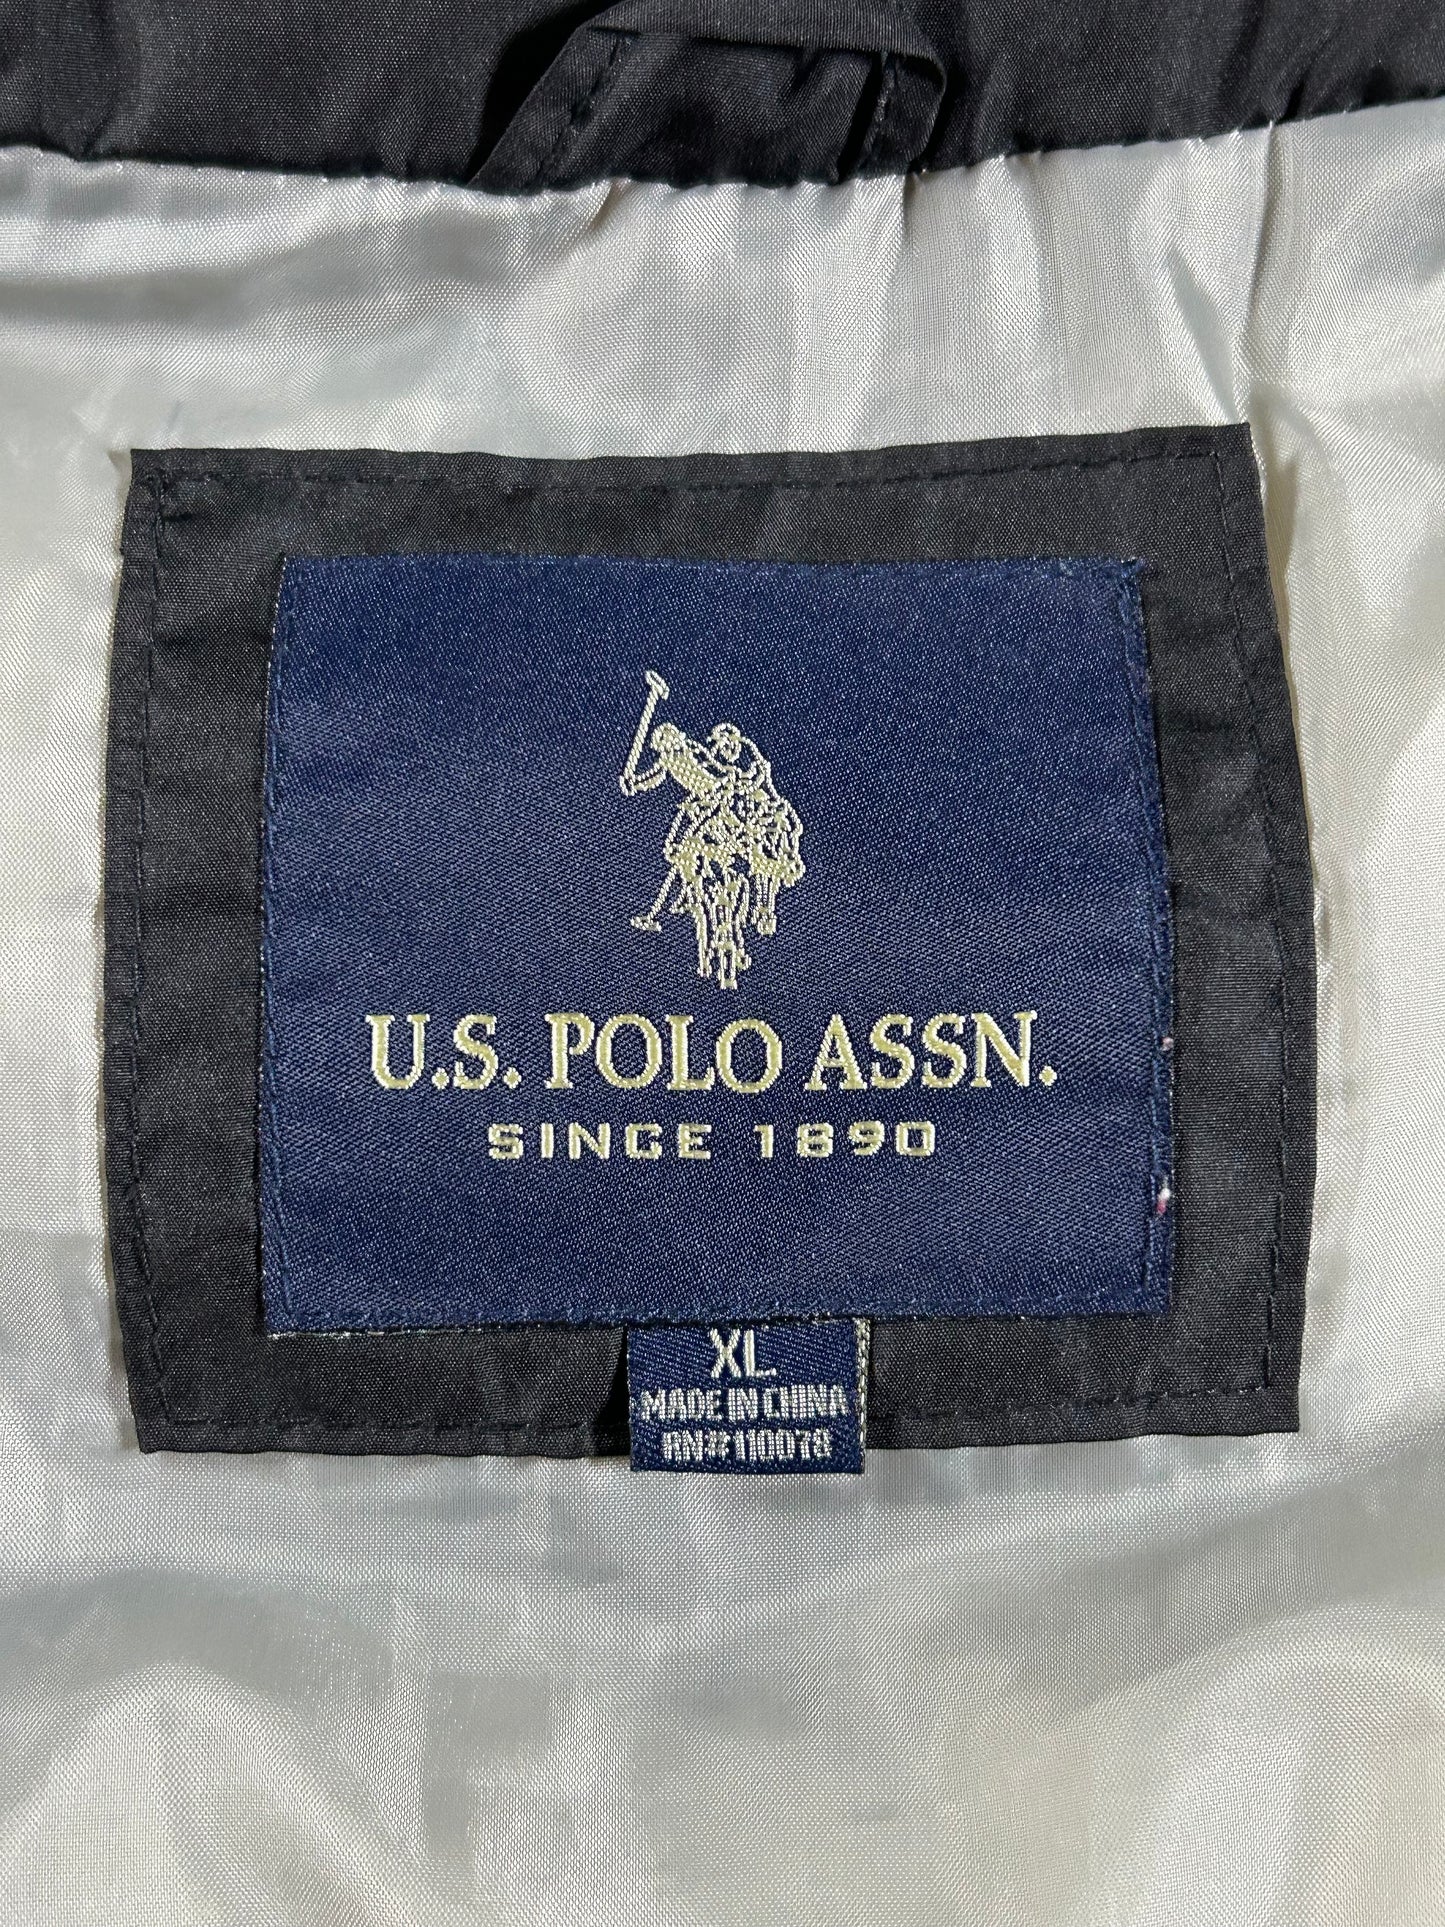 U.S. POLO ASSN.
SINCE 1890
XL
MADE IN CHINA
RN#110078